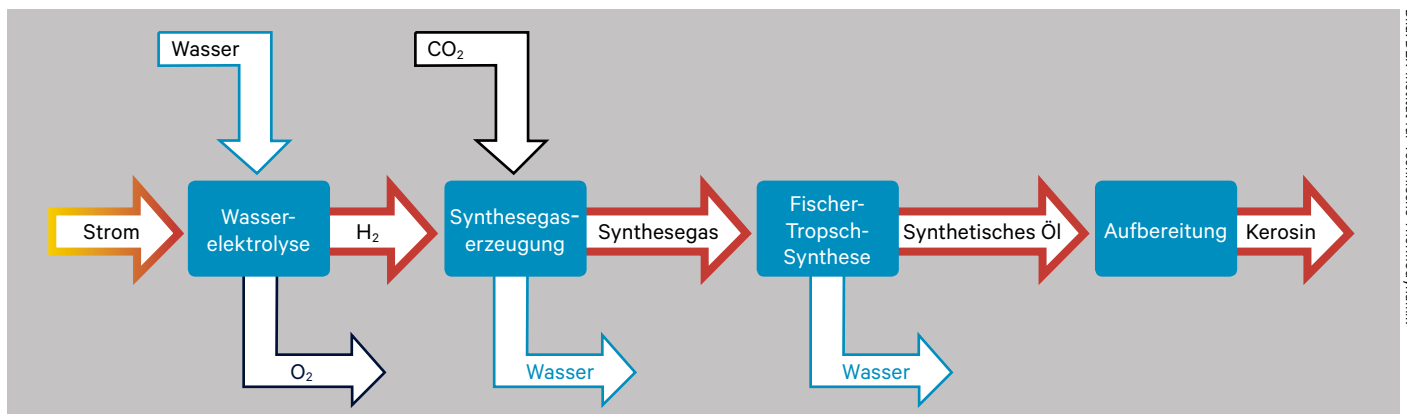 Wasser
CO₂
Strom
Wasser-
elektrolyse
H₂
Synthesegas-
erzeugung
Synthesegas
Fischer-
Tropsch-
Synthese
Synthetisches Öl
Aufbereitung
Kerosin
O₂
Wasser
Wasser